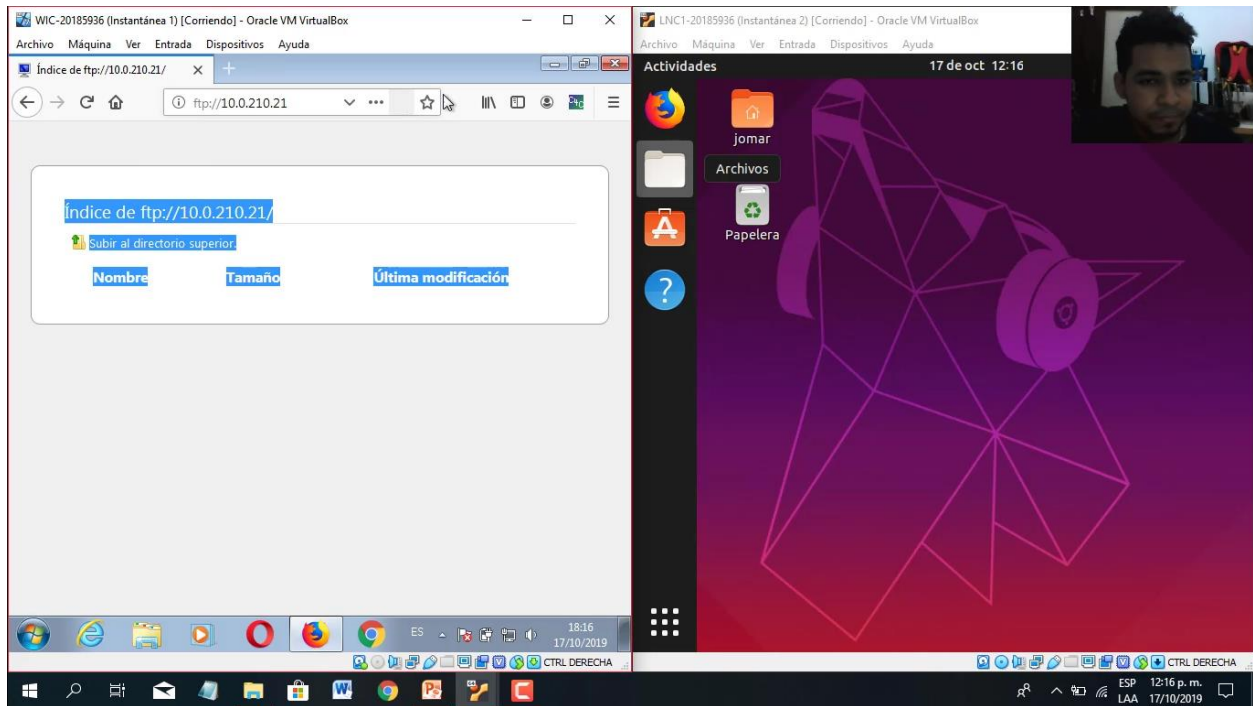 WIC-20185936 (Instantánea 1) [Corriendo] - Oracle VM VirtualBox
Archivo Máquina Ver Entrada Dispositivos Ayuda
Índice de ftp://10.0.210.21/
ftp://10.0.210.21
Índice de ftp://10.0.210.21/
Subir al directorio superior.
Nombre Tamaño Última modificación
ES 18:16
17/10/2019
CTRL DERECHA
LNC1-20185936 (Instantánea 2) [Corriendo] - Oracle VM VirtualBox
Archivo Máquina Ver Entrada Dispositivos Ayuda
Actividades 17 de oct 12:16
jomar
Archivos
Papelera
CTRL DERECHA
ESP 12:16 p. m.
LAA 17/10/2019